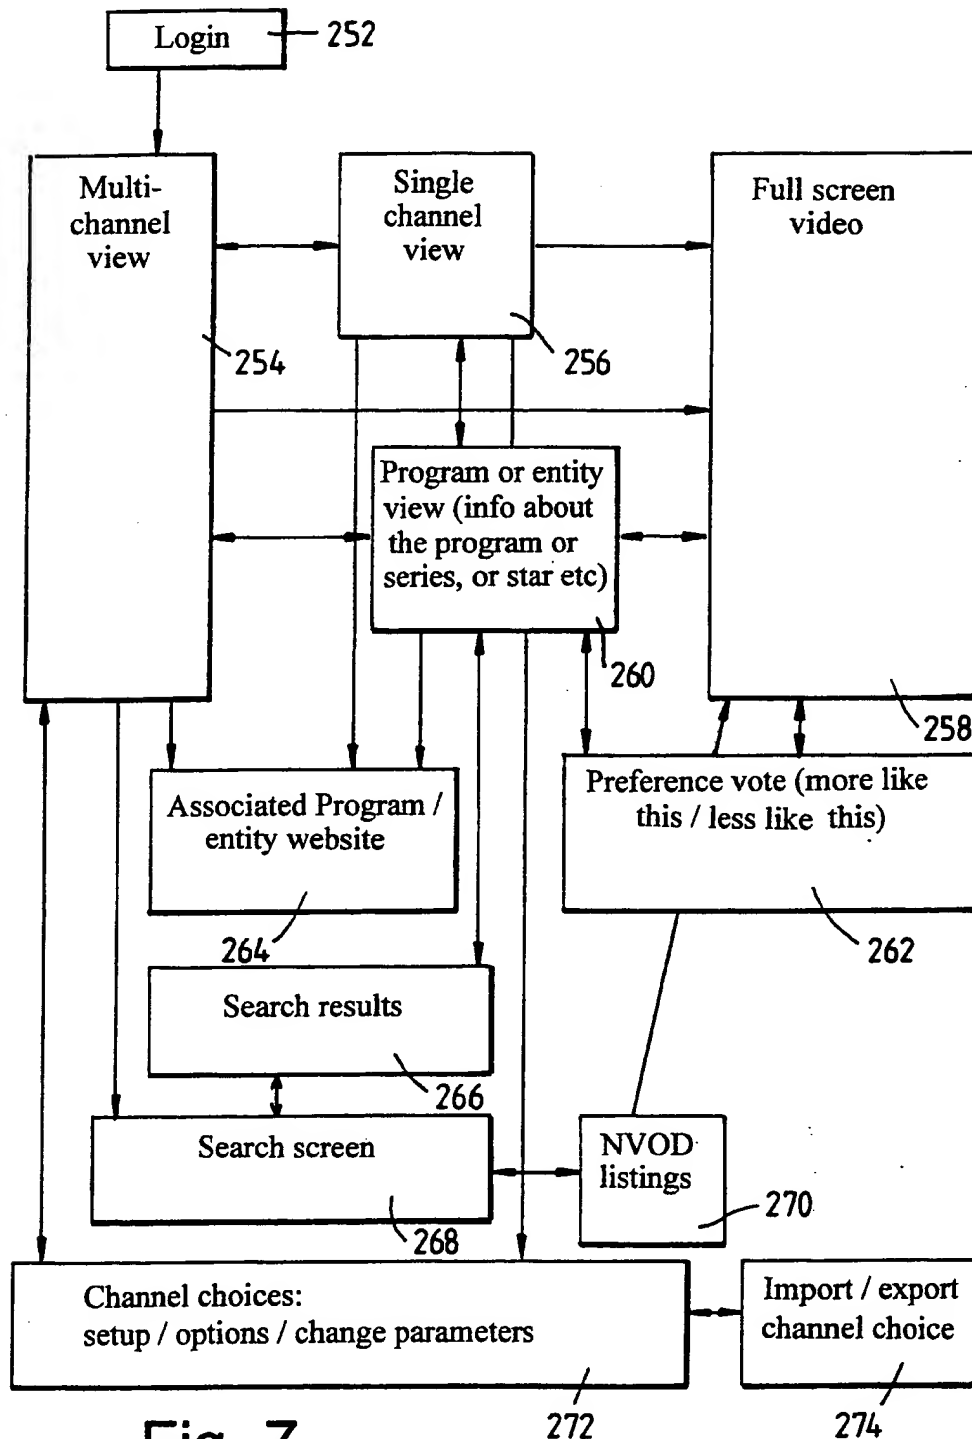 Login
252
Multi-
channel
view
Single
channel
view
Full screen
video
254
256
Program or entity
view (info about
the program or
series, or star etc)
260
258
Associated Program /
entity website
Preference vote (more like
this / less like this)
264
262
Search results
266
Search screen
NVOD
listings
270
268
Channel choices:
setup / options / change parameters
Import / export
channel choice
272
274